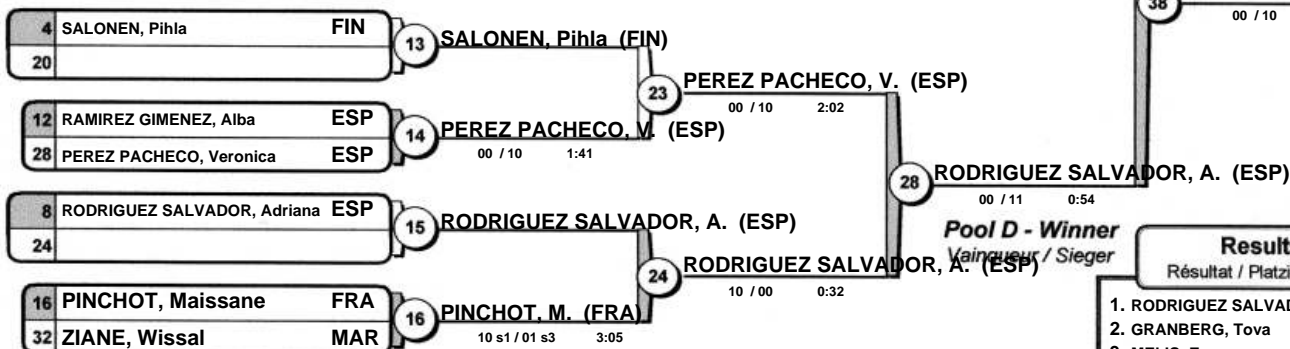 38
00 / 10
4 SALONEN, Pihla FIN
20
13 SALONEN, Pihla (FIN)
23 PEREZ PACHECO, V. (ESP)
00 / 10 2:02
12 RAMIREZ GIMENEZ, Alba ESP
28 PEREZ PACHECO, Veronica ESP
14 PEREZ PACHECO, V. (ESP)
00 / 10 1:41
28 RODRIGUEZ SALVADOR, A. (ESP)
00 / 11 0:54
8 RODRIGUEZ SALVADOR, Adriana ESP
24
15 RODRIGUEZ SALVADOR, A. (ESP)
Pool D - Winner
Vainqueur / Sieger
24 RODRIGUEZ SALVADOR, A. (ESP)
10 / 00 0:32
16 PINCHOT, Maissane FRA
32 ZIANE, Wissal MAR
16 PINCHOT, M. (FRA)
10 s1 / 01 s3 3:05
Result
Résultat / Platzi
1. RODRIGUEZ SALVAD
2. GRANBERG, Tova